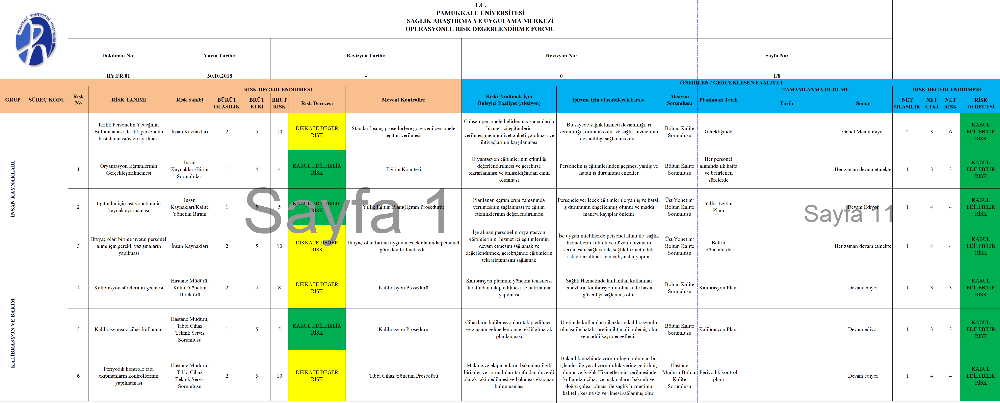 PAMUKKALE ÜNİVERSİTESİ HASTANELERİ
T.C.
PAMUKKALE ÜNİVERSİTESİ
SAĞLIK ARAŞTIRMA VE UYGULAMA MERKEZİ
OPERASYONEL RİSK DEĞERLENDİRME FORMU
Doküman No:
Yayın Tarihi:
Revizyon Tarihi:
Revizyon No:
Sayfa No:
RY.FR.01
30.10.2018
-
0
1/8
ÖNERİLEN / GERÇEKLEŞEN FAALİYET
GRUP
SÜREÇ KODU
Risk
No
RİSK TANIMI
Risk Sahibi
RİSK DEĞERLENDİRMESİ
BÜRÜT
OLASILIK
BRÜT
ETKİ
BRÜT
RİSK
Risk Derecesi
Mevcut Kontroller
Riski Azaltmak İçin
Önleyici Faaliyet (Aksiyon)
İşletme için oluşabilecek Fırsat
Aksiyon
Sorumlusu
Planlanan Tarih
TAMAMLANMA DURUMU
Tarih
Sonuç
RİSK DEĞERLENDİRMESİ
NET
OLASILIK
NET
ETKİ
NET
RİSK
RİSK
DERECESİ
İNSAN KAYNAKLARI
Kritik Personelin Yedeğinin
Bulunmaması, Kritik personelin
hastalanması/işten ayrılması
İnsan Kaynakları
2
5
10
DİKKATE DEĞER
RİSK
Standartlaşmış prosedürlere göre yeni personele
eğitim verilmesi
Çalışan personele belirlenmiş zamanlarda
hizmet içi eğitimlerin
verilmesi,memnuniyet anketi yapılması ve
ihtiyaçlarının karşılanması
Bu sayede sağlık hizmeti devamlılığı, iş
verimliliği korunmuş olur ve sağlık hizmetinin
devamlılığı sağlanmış olur.
Bölüm Kalite
Sorumlusu
Gerektiğinde
Genel Memnuniyet
2
3
6
KABUL
EDİLEBİLİR
RİSK
1
Oryantasyon Eğitimlerinin
Gerçekleştirilmemesi
İnsan
Kaynakları/Birim
Sorumluları
1
4
4
KABUL EDİLEBİLİR
RİSK
Eğitim Komitesi
Oryantasyon eğitimlerinin etkinliği
değerlendirilmesi ve gerekirse
tekrarlanması ve anlaşıldığından emin
olunması
Personelin iş eğitimlerinden geçmesi yanlış ve
hatalı iş durumunu engeller
Bölüm Kalite
Sorumlusu
Her personel
alımında ilk hafta
ve belirlenen
sürelerde
Her zaman devam etmekte
1
3
3
KABUL
EDİLEBİLİR
RİSK
2
Eğitimler için üst yönetiminin
kaynak ayırmaması
İnsan
Kaynakları/Kalite
Yönetim Birimi
1
5
5
KABUL EDİLEBİLİR
RİSK
Yıllık Eğitim Planı(Eğitim Prosedürü)
Planlanan eğitimlerim zamanında
verilmesinin sağlanması ve eğitim
etkinliklerinin değerlendirilmesi
Persenele verilecek eğitimler ile yanlış ve hatalı
iş durumunu engellenmiş olunur ve maddi
manevi kayıplar önlenir
Üst Yönetim/
Bölüm Kalite
Sorumlusu
Yıllık Eğitim
Planı
Devam Ediyor
1
4
4
KABUL
EDİLEBİLİR
RİSK
Sayfa 1
Sayfa 11
3
İhtiyaç olan birime uygun personel
alımı için gerekli yazışmaların
yapılması
İnsan Kaynakları
2
5
10
DİKKATE DEĞER
RİSK
İhtiyaç olan birime uygun meslek alanında personel
görevlendirilmektedir.
İşe alınan personelin oryantasyon
eğitimlerinin, hizmet içi eğitimlerinin
devam etmesini sağlamak ve
değerlendirmek, gerektiğinde eğitimlerin
tekrarlanmasını sağlamak
İşe uygun niteliklerde personel alımı ile sağlık
hizmetlerin kaliteli ve düzenli hizmetin
verilmesini sağlayarak, sağlık hizmetindeki
riskleri azaltmak için çalışmalar yapılır.
Üst Yönetim/
Bölüm Kalite
Sorumlusu
Belirli
dönemlerde
Her zaman devam etmekte
1
4
4
KABUL
EDİLEBİLİR
RİSK
KALİBRASYON VE BAKIM
4
Kalibrasyon sürelerinin geçmesi
Hastane Müdürü,
Kalite Yönetim
Direktörü
2
4
8
DİKKATE DEĞER
RİSK
Kalibrasyon Prosedürü
Kalibrasyon planının yönetim temsilcisi
tarafından takip edilmesi ve hatırlatma
yapılması
Sağlık Hizmetinde kullanılan kullanılan
cihazların kalibrasyonlu olması ile hasta
güvenliği sağlanmış olur
Bölüm Kalite
Sorumlusu
Kalibrasyon Planı
Devam ediyor
1
3
3
KABUL
EDİLEBİLİR
RİSK
5
Kalibrasyonsuz cihaz kullanımı
Hastane Müdürü,
Tıbbi Cihaz
Teknik Servis
Sorumlusu
1
5
5
KABUL EDİLEBİLİR
RİSK
Kalibrasyon Prosedürü
Cihazların kalibrasyonları takip edilmesi
ve zamanı gelmeden önce teklif alınarak
planlanması
Üretimde kullanılan cihazların kalibrasyonlu
olması ile hatalı üretim ihtimali önlemiş olur
ve maddi kayıp engellenir.
Bölüm Kalite
Sorumlusu
Kalibrasyon Planı
Devam ediyor
1
3
3
KABUL
EDİLEBİLİR
RİSK
6
Periyodik kontrole tabi
ekipmanların kontrollerinin
yapılmaması
Hastane Müdürü,
Tıbbi Cihaz
Teknik Servis
Sorumlusu
2
5
10
DİKKATE DEĞER
RİSK
Tıbbi Cihaz Yönetim Prosedürü
Makine ve ekipmanların bakımları ilgili
birimler ve sorumluları tarafından düzenli
olarak takip edilmesi ve bakımsız ekipman
bulunmaması
Bakanlık nezhinde zorunluluğu buluman bu
işlemler ile yasal zorunluluk yerine getirilmiş
olunur ve Sağlık Hizmetlerinin verilmesinde
kullanılan cihaz ve makinaların bakımlı ve
doğru çalışır olması ile sağlık hizmetinin
kaliteli, kesintisiz verilmesi sağlanmış olur.
Hastane
Müdürü-Bölüm
Kalite
Sorumlusu
Periyodik kontrol
planı
Devam ediyor
1
4
4
KABUL
EDİLEBİLİR
RİSK